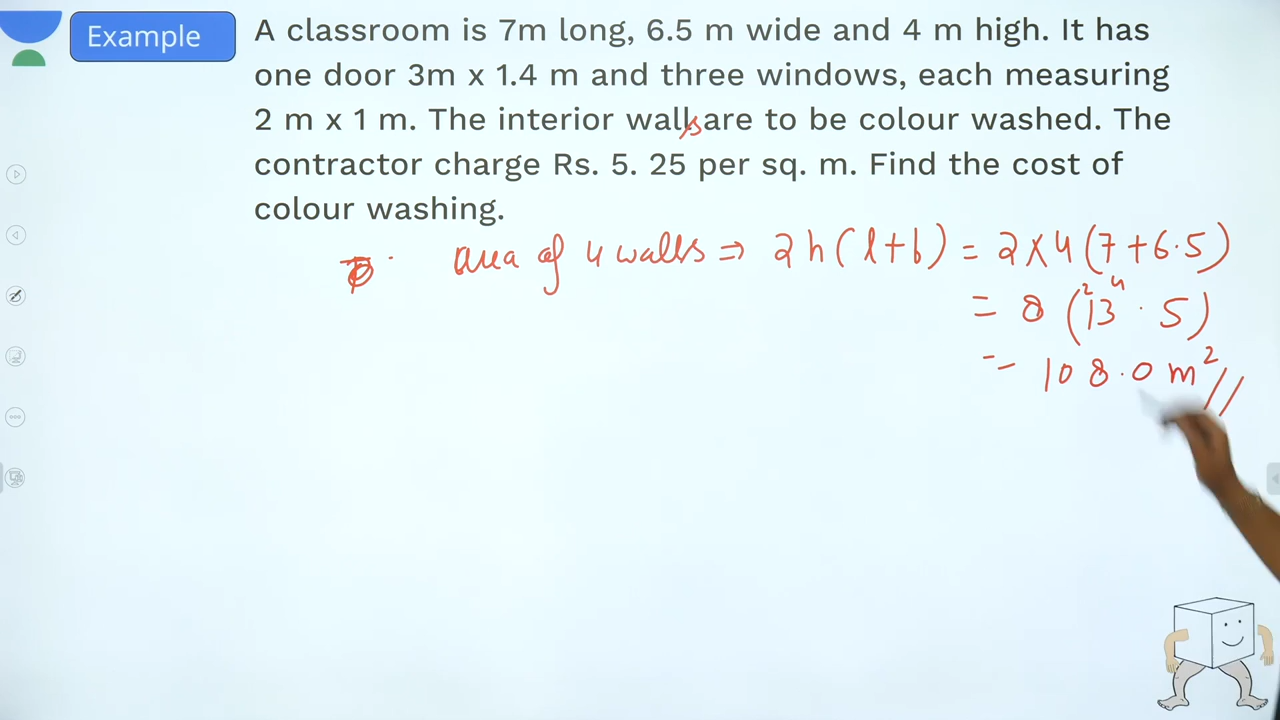 Example
A classroom is 7m long, 6.5 m wide and 4 m high. It has
one door 3m x 1.4 m and three windows, each measuring
2 m x 1 m. The interior walls are to be colour washed. The
contractor charge Rs. 5. 25 per sq. m. Find the cost of
colour washing.
area of 4 walls ⇒ 2h(l+b) = 2×4(7+6.5)
= 8(13.5)
= 108.0 m²//